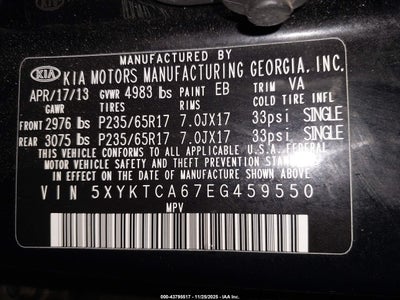 MANUFACTURED BY
KIA KIA MOTORS MANUFACTURING GEORGIA, INC.
APR/17/13 GVWR 4983 lbs PAINT EB TRIM VA
GAWR TIRES RIMS COLD TIRE INFL
FRONT 2976 lbs P235/65R17 7.0JX17 33psi SINGLE
REAR 3075 lbs P235/65R17 7.0JX17 33psi SINGLE
THIS VEHICLE CONFORMS TO ALL APPLICABLE U.S.A. FEDERAL
MOTOR VEHICLE SAFETY AND THEFT PREVENTION STANDARDS
IN EFFECT ON THE DATE OF MANUFACTURE SHOWN ABOVE.
VIN 5XYKTCA67EG459550
MPV
000-43795517 - 11/25/2025 - IAA Inc.